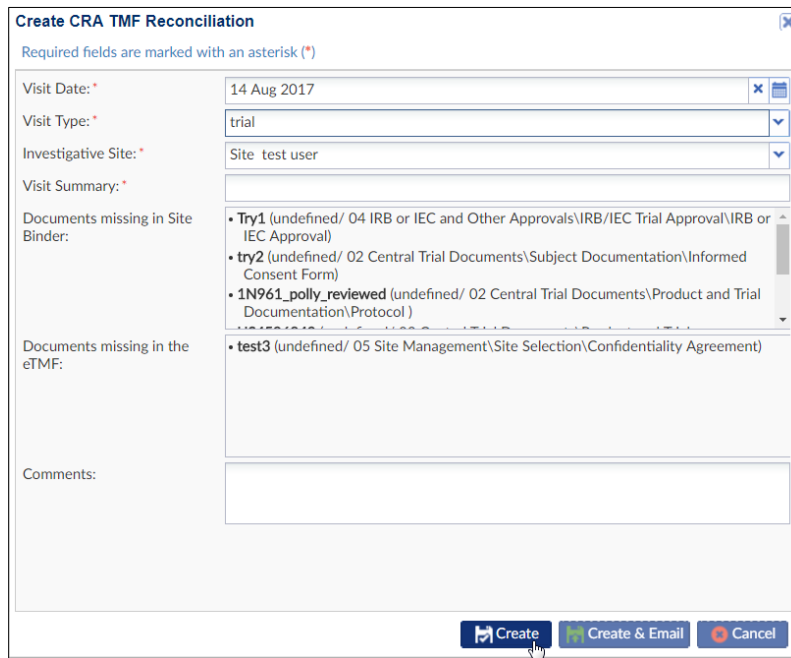 Create CRA TMF Reconciliation
Required fields are marked with an asterisk (*)
Visit Date:*
14 Aug 2017
Visit Type:*
trial
Investigative Site:*
Site test user
Visit Summary:*
Documents missing in Site
Binder:
• Try1 (undefined/ 04 IRB or IEC and Other Approvals\IRB/IEC Trial Approval\IRB or
IEC Approval)
• try2 (undefined/ 02 Central Trial Documents\Subject Documentation\Informed
Consent Form)
• 1N961_polly_reviewed (undefined/ 02 Central Trial Documents\Product and Trial
Documentation\Protocol )
Documents missing in the
eTMF:
• test3 (undefined/ 05 Site Management\Site Selection\Confidentiality Agreement)
Comments:
Create
Create & Email
Cancel